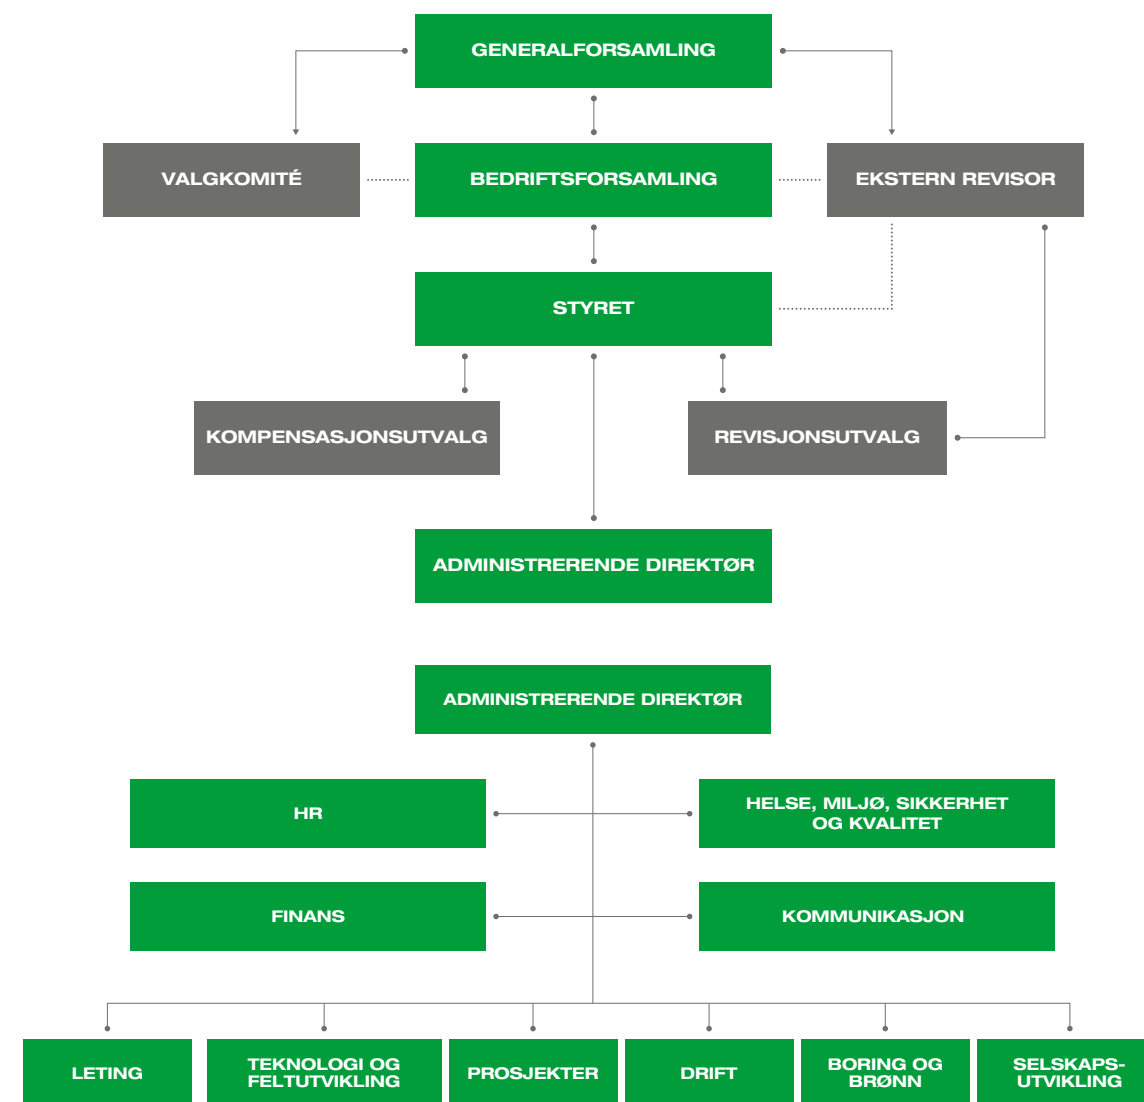 GENERALFORSAMLING
VALGKOMITÉ
BEDRIFTSFORSAMLING
EKSTERN REVISOR
STYRET
KOMPENSASJONSUTVALG
REVISJONSUTVALG
ADMINISTRERENDE DIREKTØR
ADMINISTRERENDE DIREKTØR
HR
HELSE, MILJØ, SIKKERHET
OG KVALITET
FINANS
KOMMUNIKASJON
LETING
TEKNOLOGI OG
FELTUTVIKLING
PROSJEKTER
DRIFT
BORING OG
BRØNN
SELSKAPS-
UTVIKLING